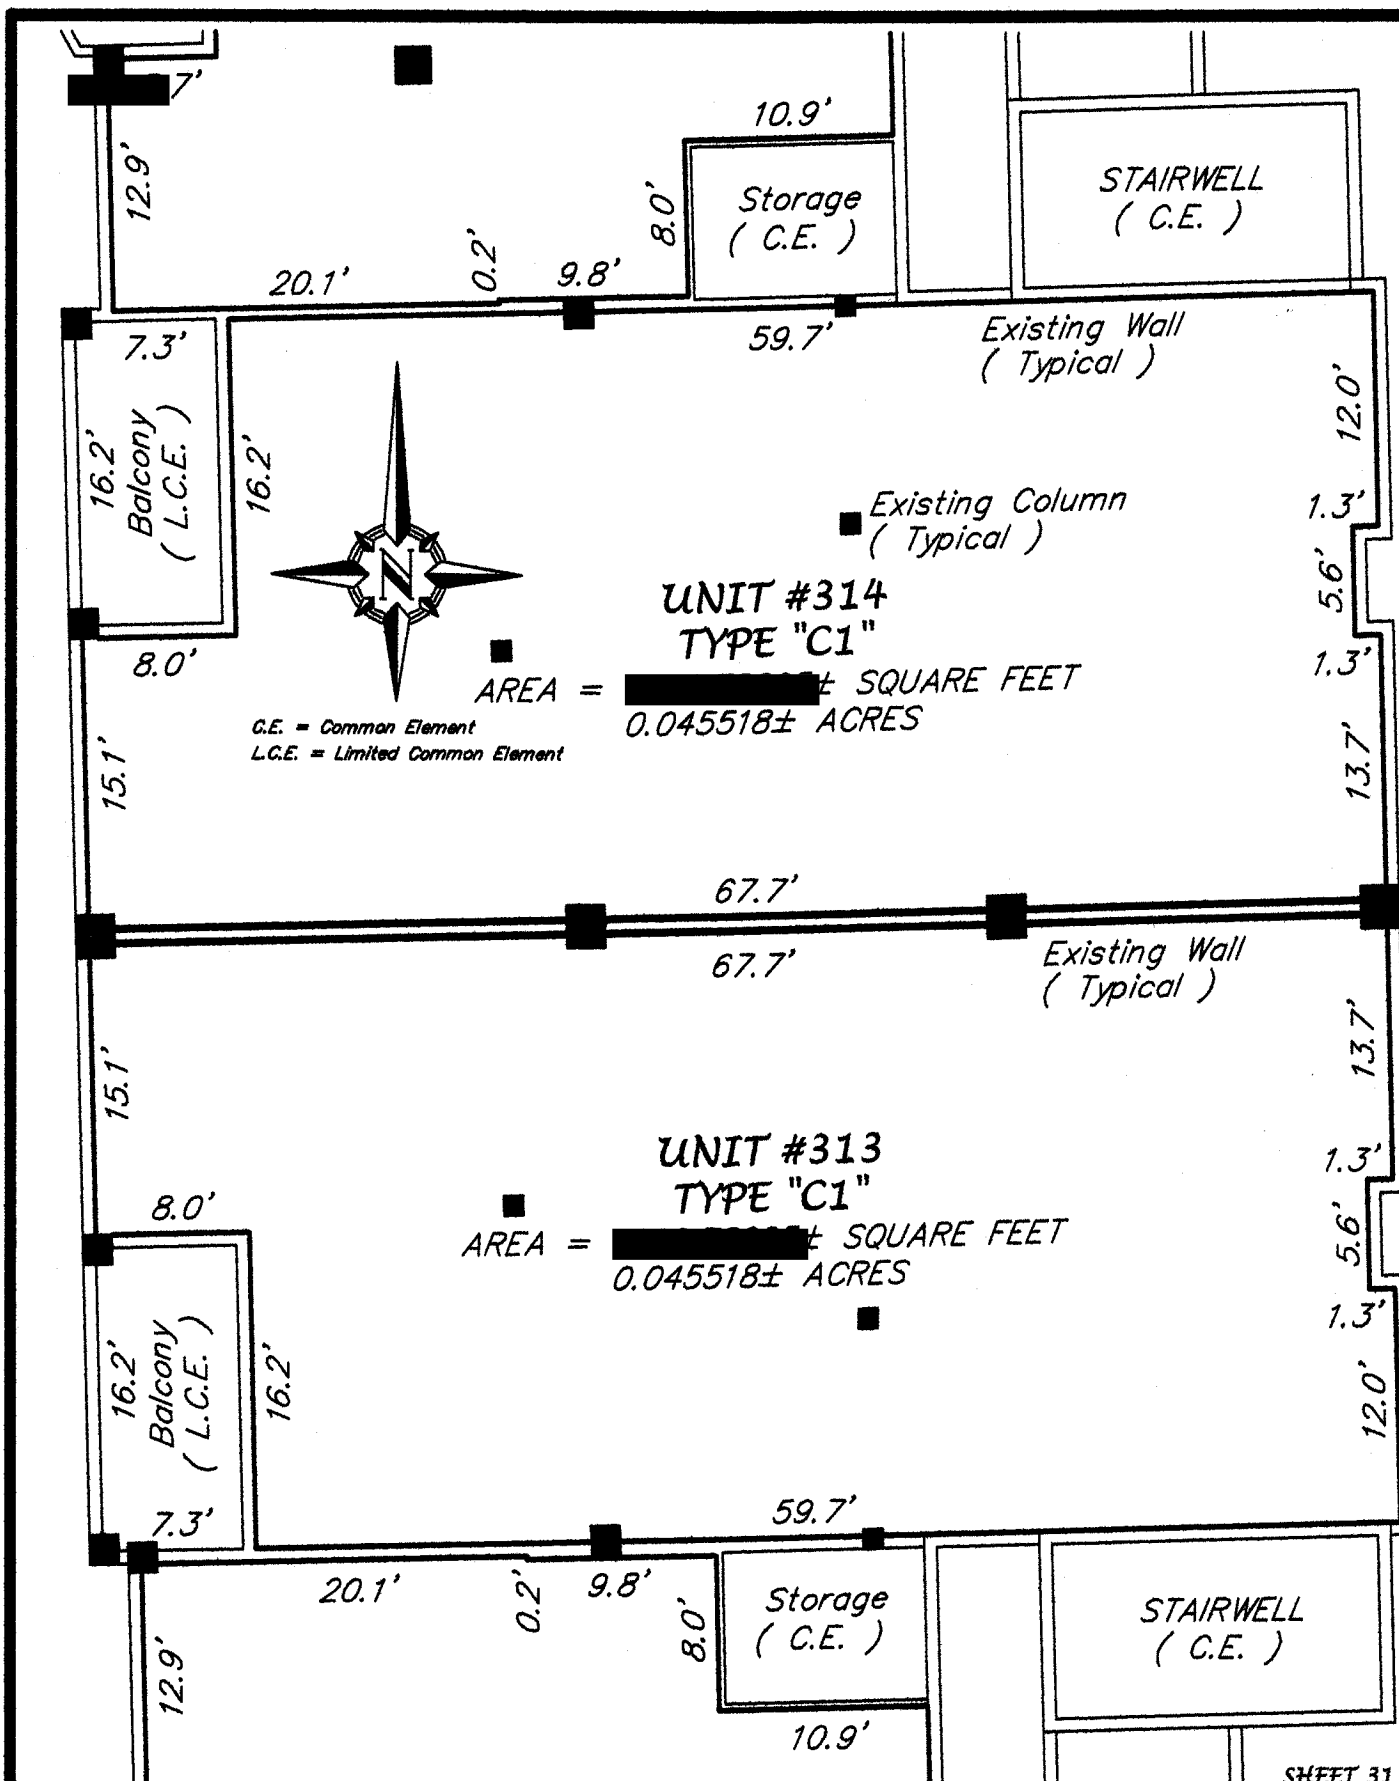 7'
10.9'
12.9'
8.0'
Storage
( C.E. )
STAIRWELL
( C.E. )
20.1'
0.2'
9.8'
7.3'
59.7'
Existing Wall
( Typical )
16.2'
Balcony
( L.C.E. )
16.2'
12.0'
N
Existing Column
( Typical )
1.3'
5.6'
UNIT #314
TYPE "C1"
8.0'
1.3'
AREA = ± SQUARE FEET
0.045518± ACRES
C.E. = Common Element
L.C.E. = Limited Common Element
15.1'
13.7'
67.7'
67.7'
Existing Wall
( Typical )
15.1'
13.7'
UNIT #313
TYPE "C1"
1.3'
8.0'
AREA = ± SQUARE FEET
0.045518± ACRES
5.6'
1.3'
16.2'
Balcony
( L.C.E. )
16.2'
12.0'
7.3'
59.7'
20.1'
0.2'
9.8'
8.0'
Storage
( C.E. )
STAIRWELL
( C.E. )
12.9'
10.9'
SHEET 31